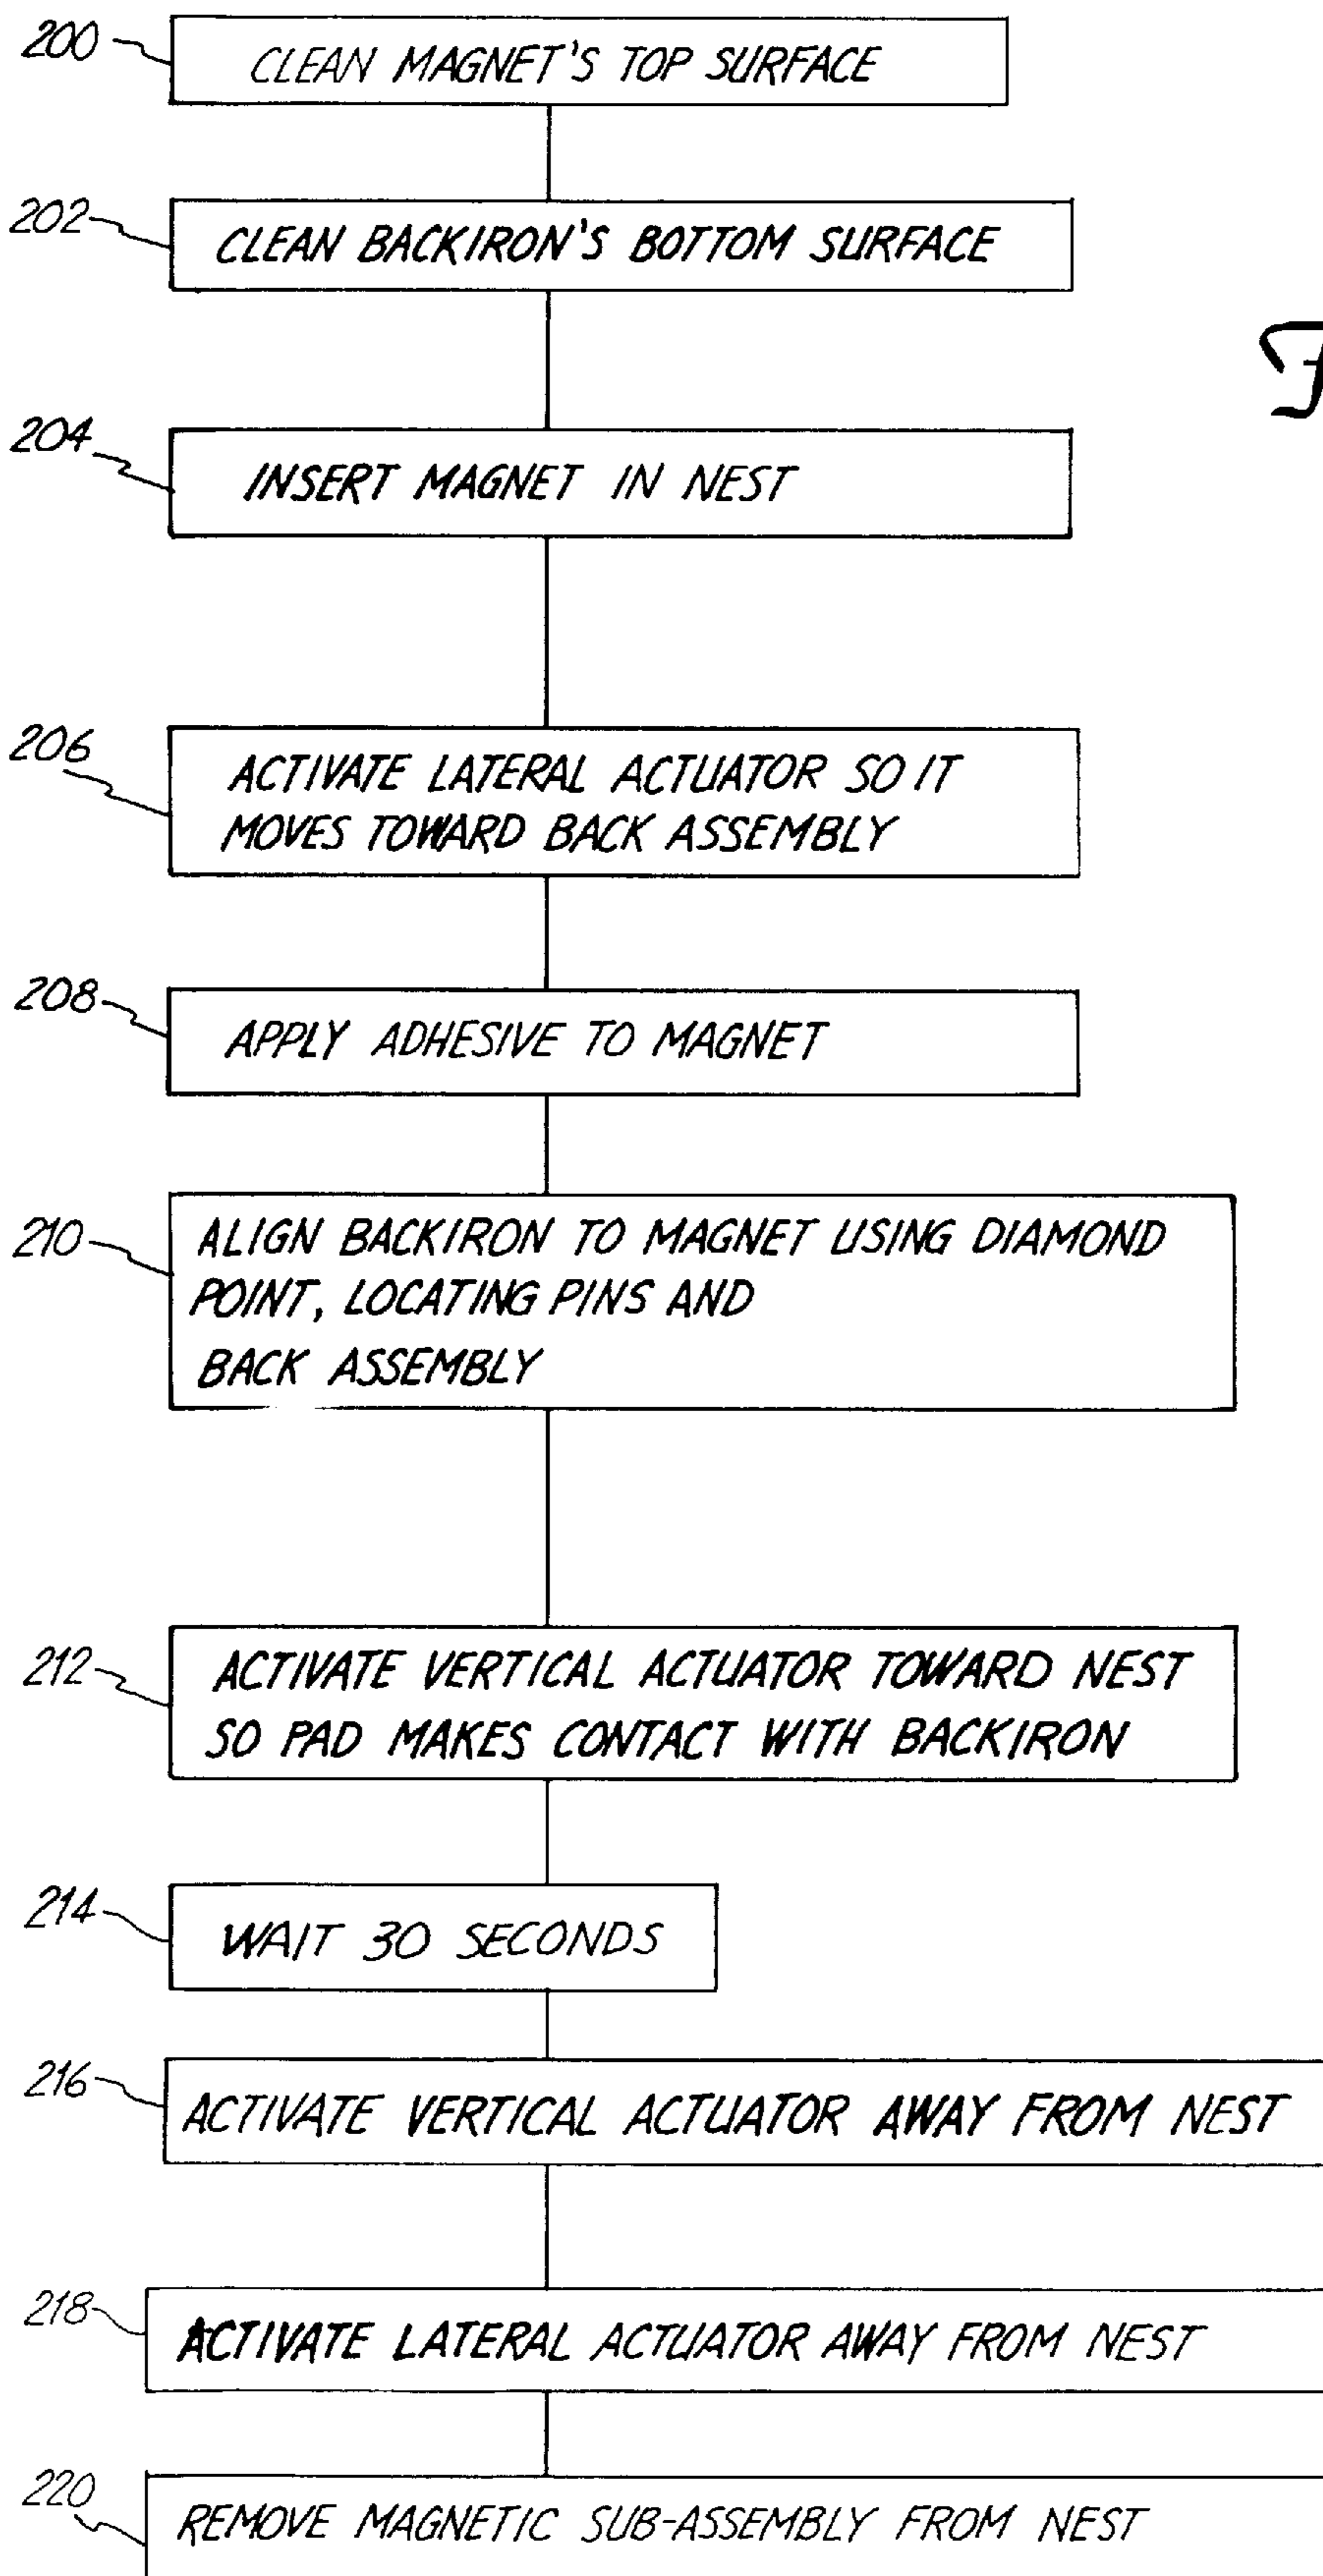 200
CLEAN MAGNET'S TOP SURFACE
202
CLEAN BACKIRON'S BOTTOM SURFACE
204
INSERT MAGNET IN NEST
206
ACTIVATE LATERAL ACTUATOR SO IT
MOVES TOWARD BACK ASSEMBLY
208
APPLY ADHESIVE TO MAGNET
210
ALIGN BACKIRON TO MAGNET USING DIAMOND
POINT, LOCATING PINS AND
BACK ASSEMBLY
212
ACTIVATE VERTICAL ACTUATOR TOWARD NEST
SO PAD MAKES CONTACT WITH BACKIRON
214
WAIT 30 SECONDS
216
ACTIVATE VERTICAL ACTUATOR AWAY FROM NEST
218
ACTIVATE LATERAL ACTUATOR AWAY FROM NEST
220
REMOVE MAGNETIC SUB-ASSEMBLY FROM NEST